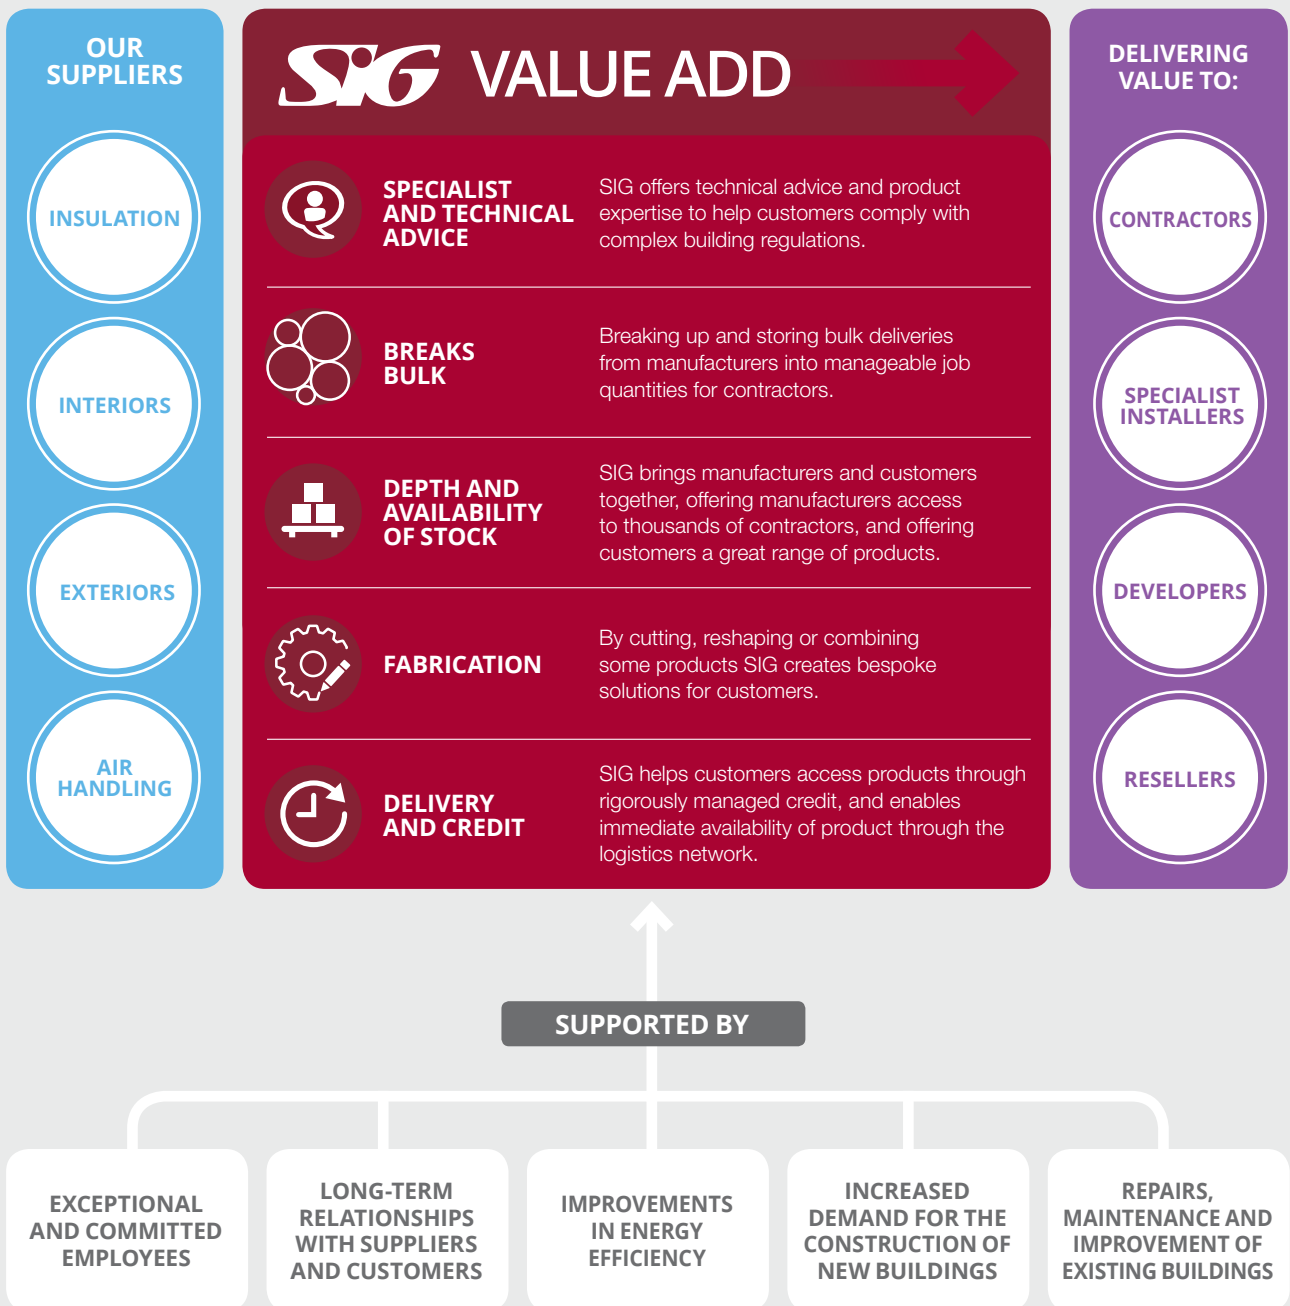 OUR
SUPPLIERS
INSULATION
INTERIORS
EXTERIORS
AIR
HANDLING
SIG VALUE ADD
SPECIALIST
AND TECHNICAL
ADVICE
SIG offers technical advice and product
expertise to help customers comply with
complex building regulations.
BREAKS
BULK
Breaking up and storing bulk deliveries
from manufacturers into manageable job
quantities for contractors.
DEPTH AND
AVAILABILITY
OF STOCK
SIG brings manufacturers and customers
together, offering manufacturers access
to thousands of contractors, and offering
customers a great range of products.
FABRICATION
By cutting, reshaping or combining
some products SIG creates bespoke
solutions for customers.
DELIVERY
AND CREDIT
SIG helps customers access products through
rigorously managed credit, and enables
immediate availability of product through the
logistics network.
DELIVERING
VALUE TO:
CONTRACTORS
SPECIALIST
INSTALLERS
DEVELOPERS
RESELLERS
SUPPORTED BY
EXCEPTIONAL
AND COMMITTED
EMPLOYEES
LONG-TERM
RELATIONSHIPS
WITH SUPPLIERS
AND CUSTOMERS
IMPROVEMENTS
IN ENERGY
EFFICIENCY
INCREASED
DEMAND FOR THE
CONSTRUCTION OF
NEW BUILDINGS
REPAIRS,
MAINTENANCE AND
IMPROVEMENT OF
EXISTING BUILDINGS